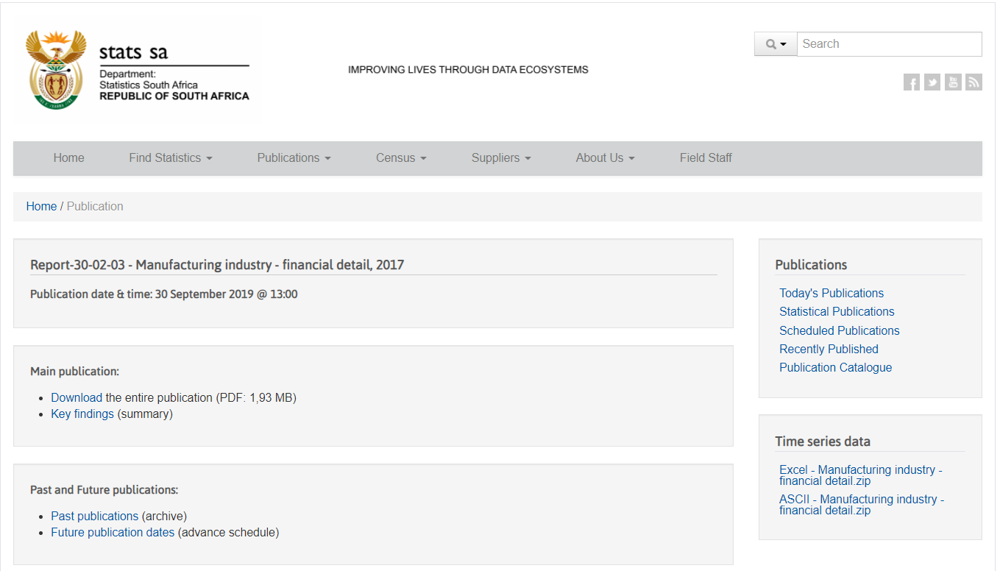 stats sa
Department:
Statistics South Africa
REPUBLIC OF SOUTH AFRICA
IMPROVING LIVES THROUGH DATA ECOSYSTEMS
Search
Home Find Statistics Publications Census Suppliers About Us Field Staff
Home / Publication
Report-30-02-03 - Manufacturing industry - financial detail, 2017
Publication date & time: 30 September 2019 @ 13:00
Main publication:
Download the entire publication (PDF: 1,93 MB)
Key findings (summary)
Past and Future publications:
Past publications (archive)
Future publication dates (advance schedule)
Publications
Today's Publications
Statistical Publications
Scheduled Publications
Recently Published
Publication Catalogue
Time series data
Excel - Manufacturing industry -
financial detail.zip
ASCII - Manufacturing industry -
financial detail.zip